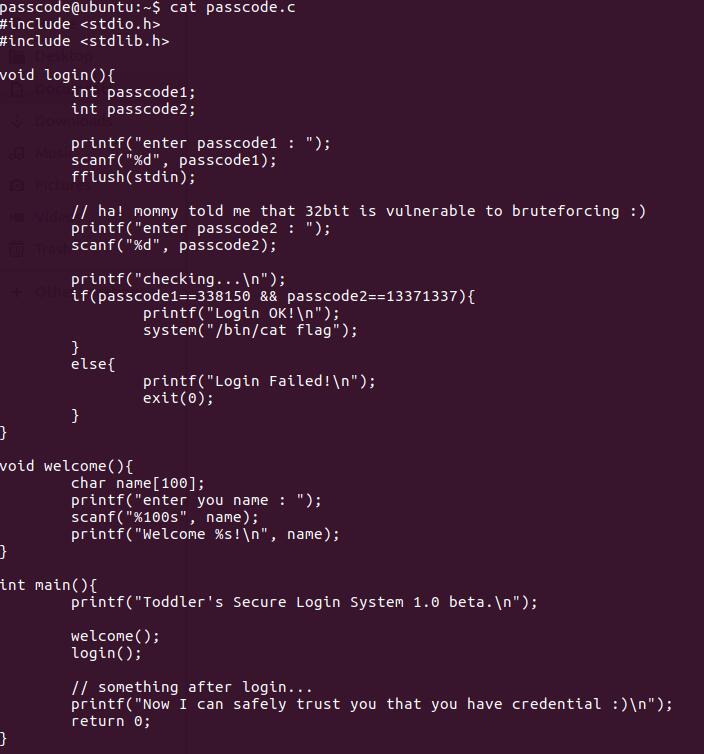 passcode@ubuntu:~$ cat passcode.c
#include <stdio.h>
#include <stdlib.h>

void login(){
        int passcode1;
        int passcode2;

        printf("enter passcode1 : ");
        scanf("%d", passcode1);
        fflush(stdin);

        // ha! mommy told me that 32bit is vulnerable to bruteforcing :)
        printf("enter passcode2 : ");
        scanf("%d", passcode2);

        printf("checking...\n");
        if(passcode1==338150 && passcode2==13371337){
                printf("Login OK!\n");
                system("/bin/cat flag");
        }
        else{
                printf("Login Failed!\n");
                exit(0);
        }
}

void welcome(){
        char name[100];
        printf("enter you name : ");
        scanf("%100s", name);
        printf("Welcome %s!\n", name);
}

int main(){
        printf("Toddler's Secure Login System 1.0 beta.\n");

        welcome();
        login();

        // something after login...
        printf("Now I can safely trust you that you have credential :)\n");
        return 0;
}